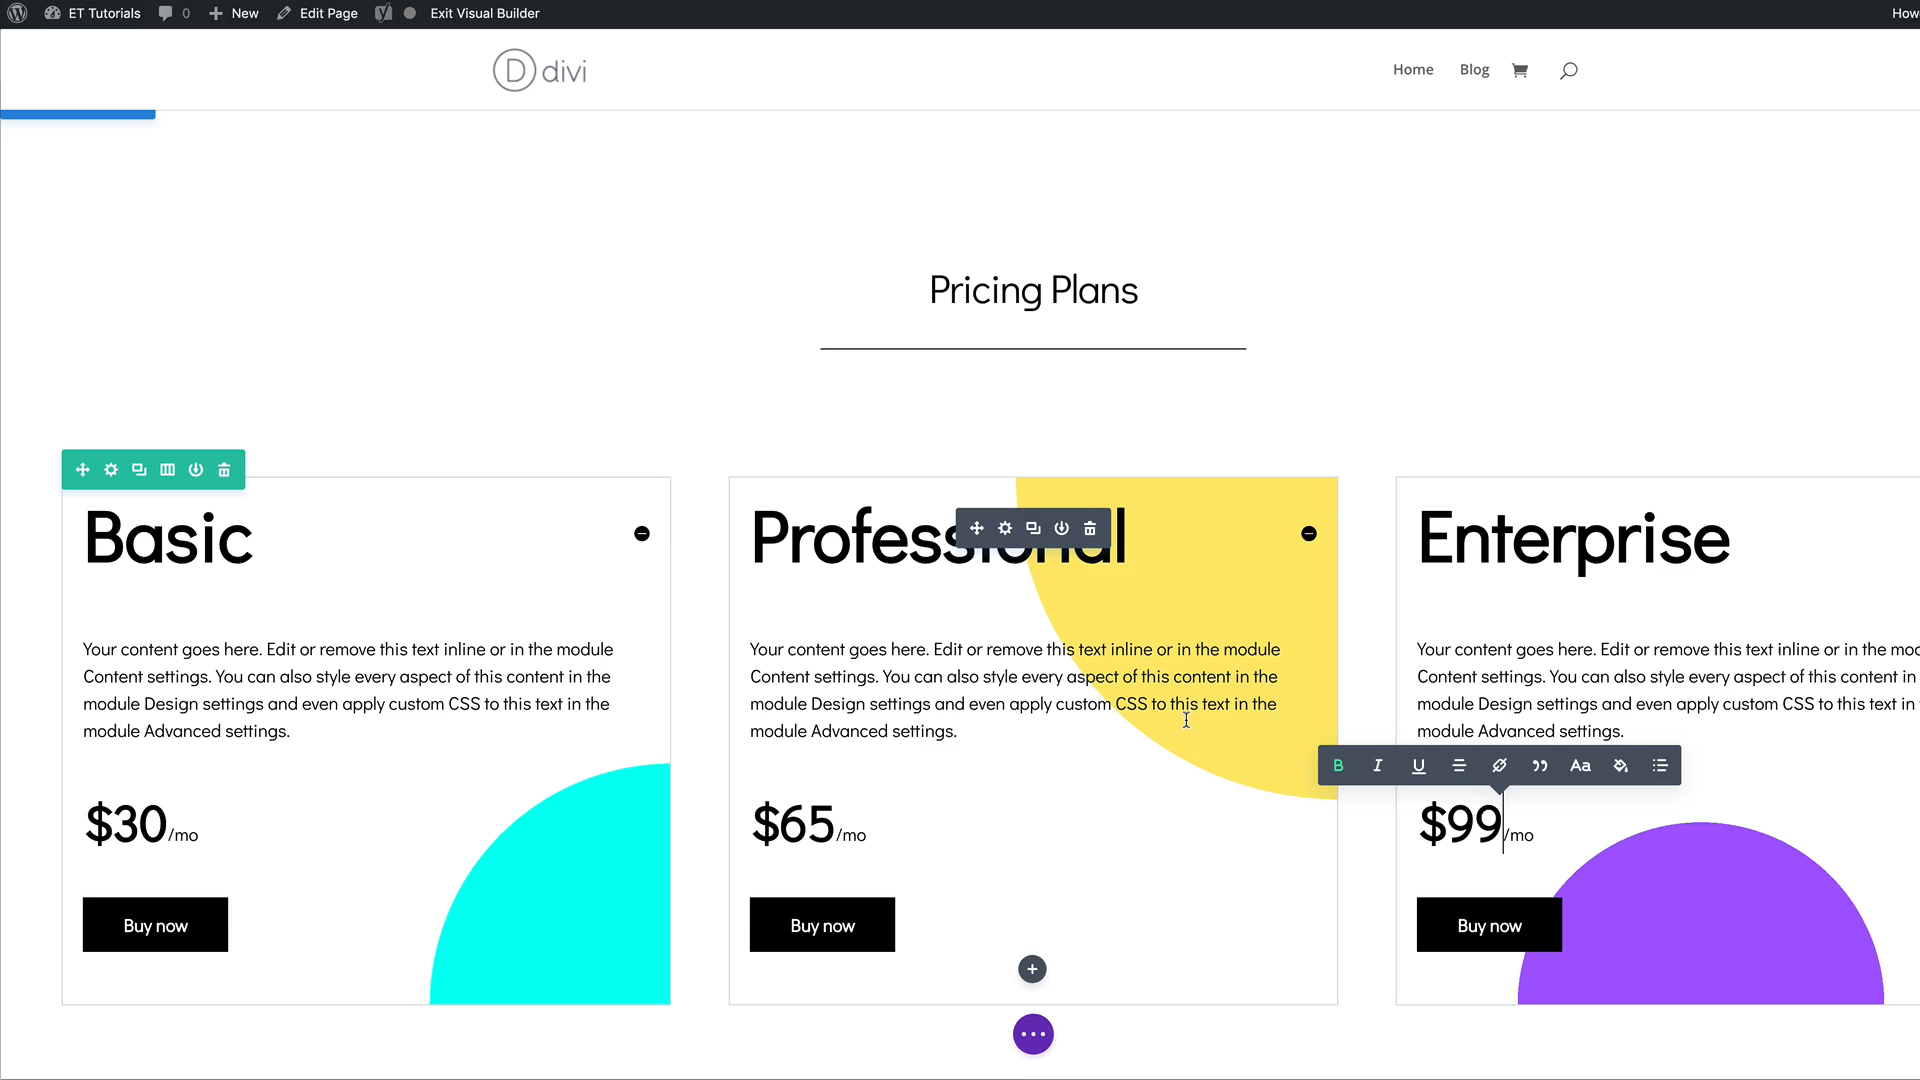 ET Tutorials 0 New Edit Page Exit Visual Builder How
D divi
Home Blog
Pricing Plans
Basic
Your content goes here. Edit or remove this text inline or in the module
Content settings. You can also style every aspect of this content in the
module Design settings and even apply custom CSS to this text in the
module Advanced settings.
$30/mo
Buy now
Professional
Your content goes here. Edit or remove this text inline or in the module
Content settings. You can also style every aspect of this content in the
module Design settings and even apply custom CSS to this text in the
module Advanced settings.
$65/mo
Buy now
Enterprise
Your content goes here. Edit or remove this text inline or in the mo
Content settings. You can also style every aspect of this content in
module Design settings and even apply custom CSS to this text in
module Advanced settings.
B I U Aa
$99/mo
Buy now